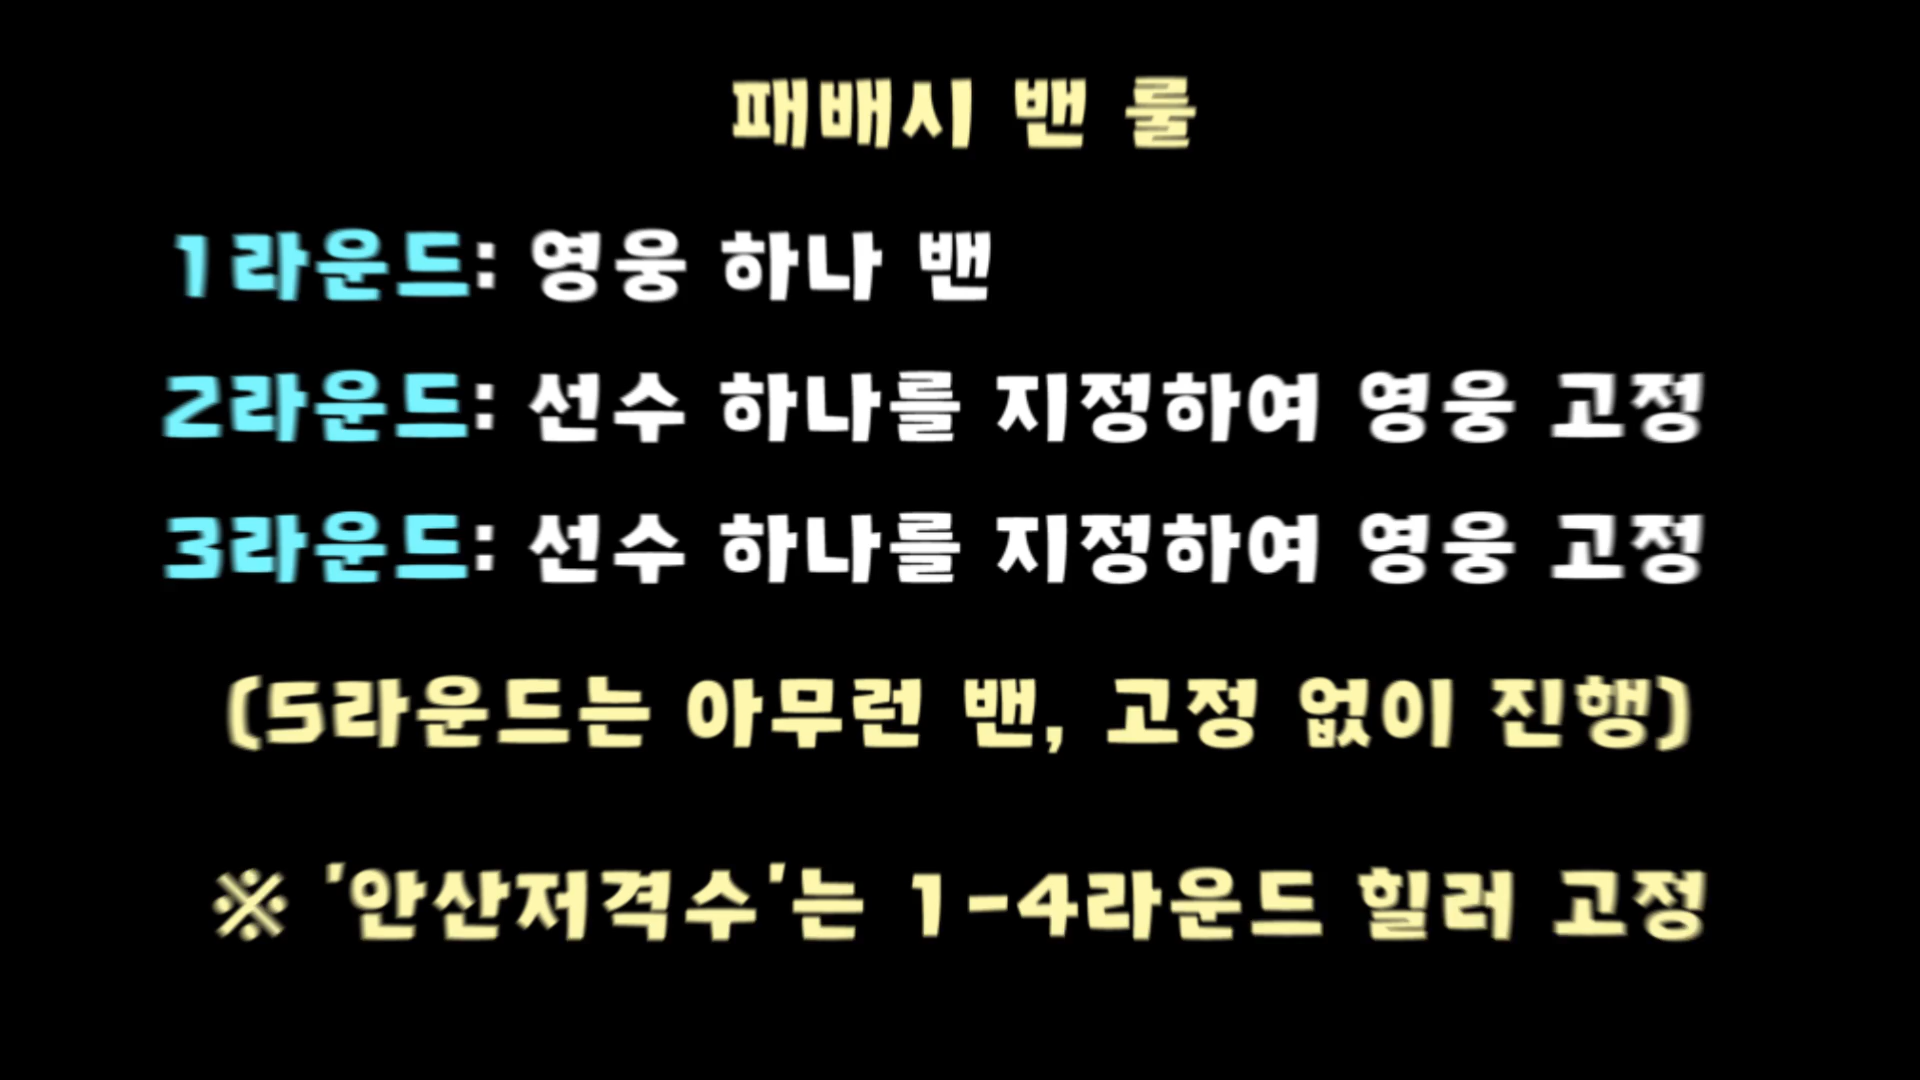 패배시 밴 룰
1라운드: 영웅 하나 밴
2라운드: 선수 하나를 지정하여 영웅 고정
3라운드: 선수 하나를 지정하여 영웅 고정
(5라운드는 아무런 밴, 고정 없이 진행)
※ '안산저격수'는 1-4라운드 힐러 고정